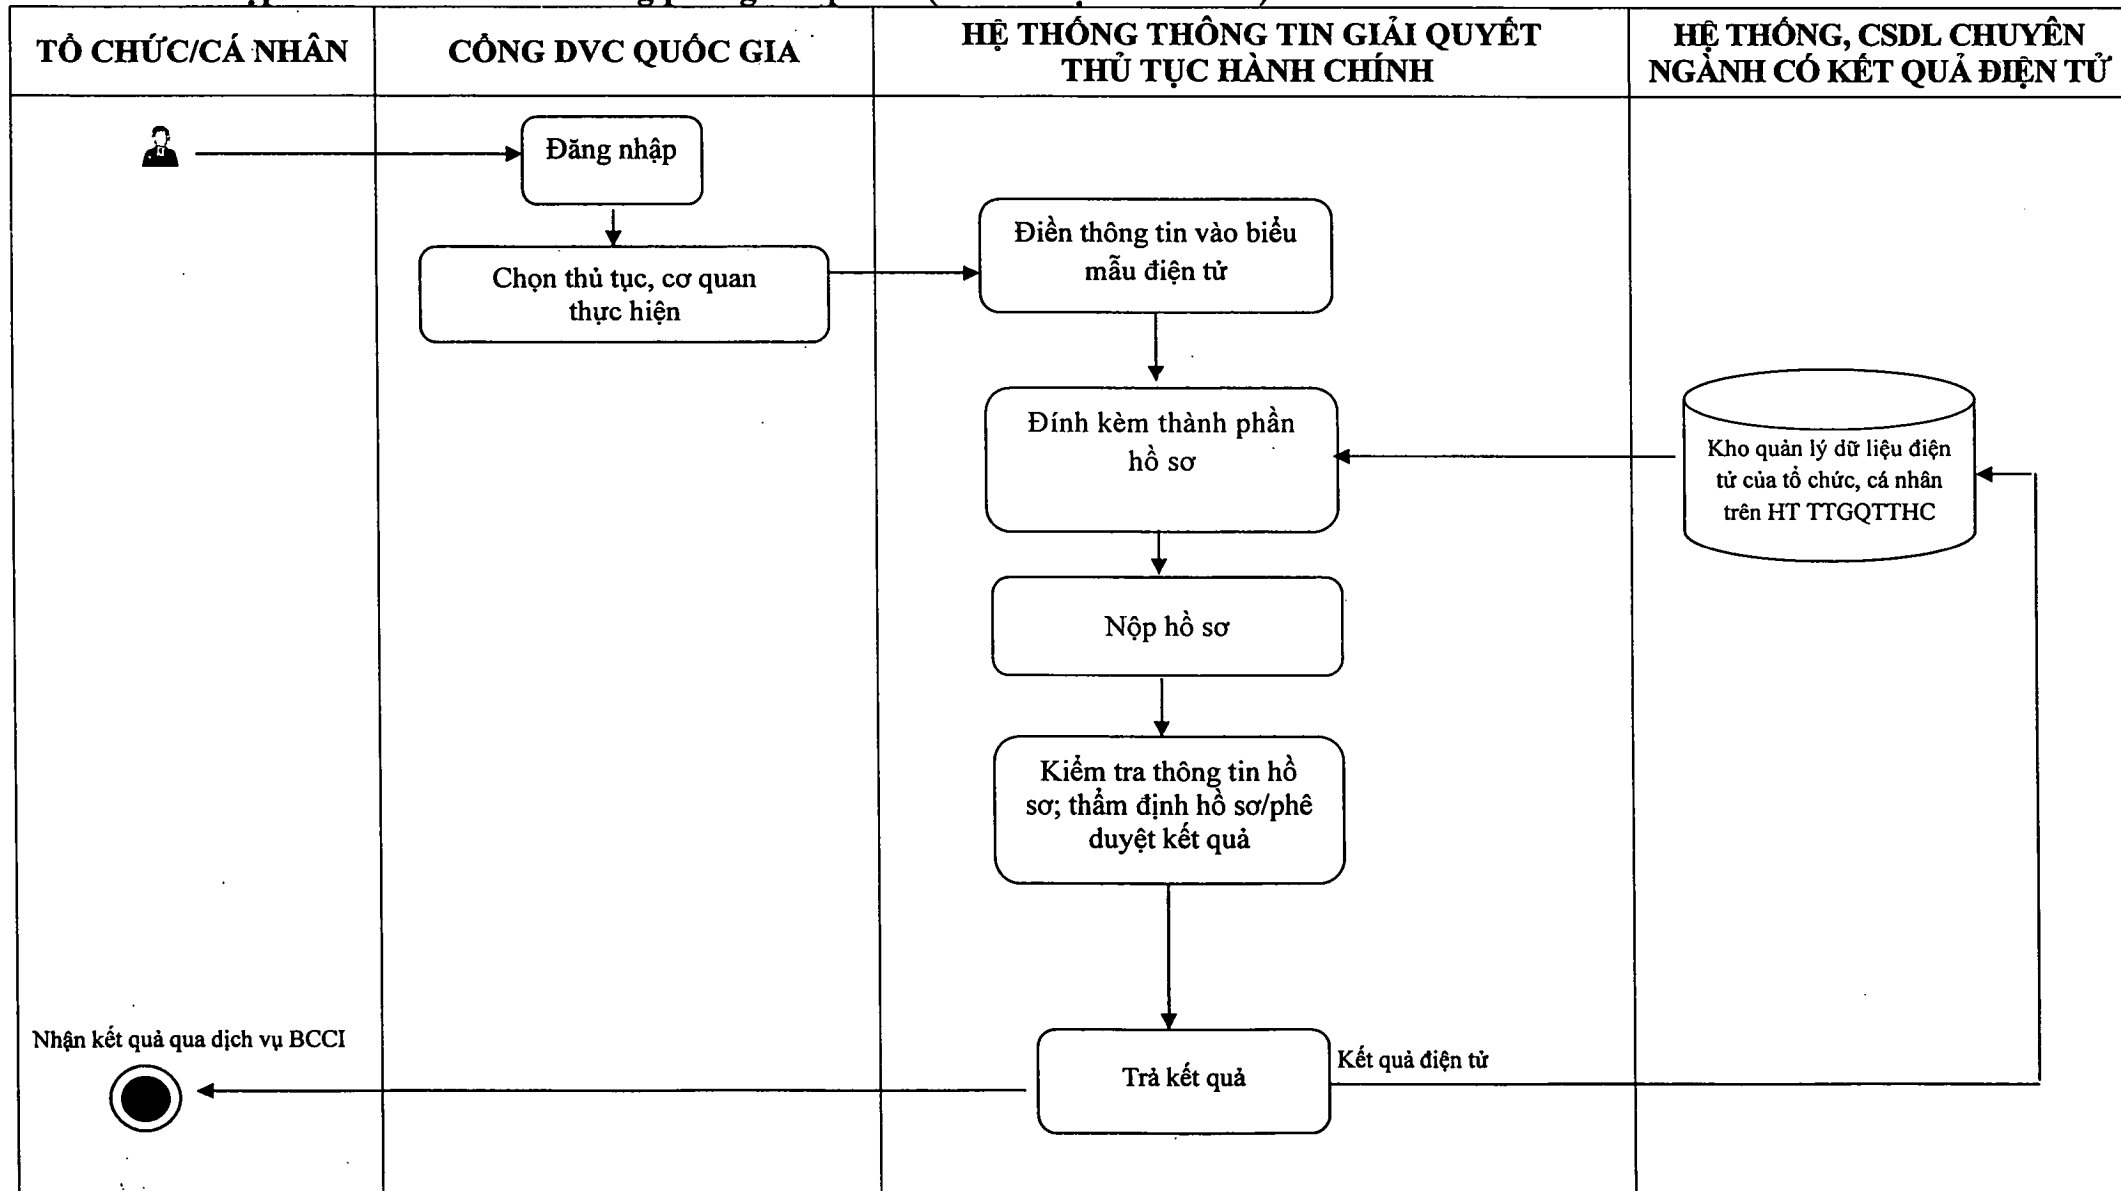 TỔ CHỨC/CÁ NHÂN
CỔNG DVC QUỐC GIA
HỆ THỐNG THÔNG TIN GIẢI QUYẾT
THỦ TỤC HÀNH CHÍNH
HỆ THỐNG, CSDL CHUYÊN
NGÀNH CÓ KẾT QUẢ ĐIỆN TỬ
Đăng nhập
Chọn thủ tục, cơ quan
thực hiện
Điền thông tin vào biểu
mẫu điện tử
Đính kèm thành phần
hồ sơ
Kho quản lý dữ liệu điện
tử của tổ chức, cá nhân
trên HT TTGQTTHC
Nộp hồ sơ
Kiểm tra thông tin hồ
sơ; thẩm định hồ sơ/phê
duyệt kết quả
Nhận kết quả qua dịch vụ BCCI
Trả kết quả
Kết quả điện tử